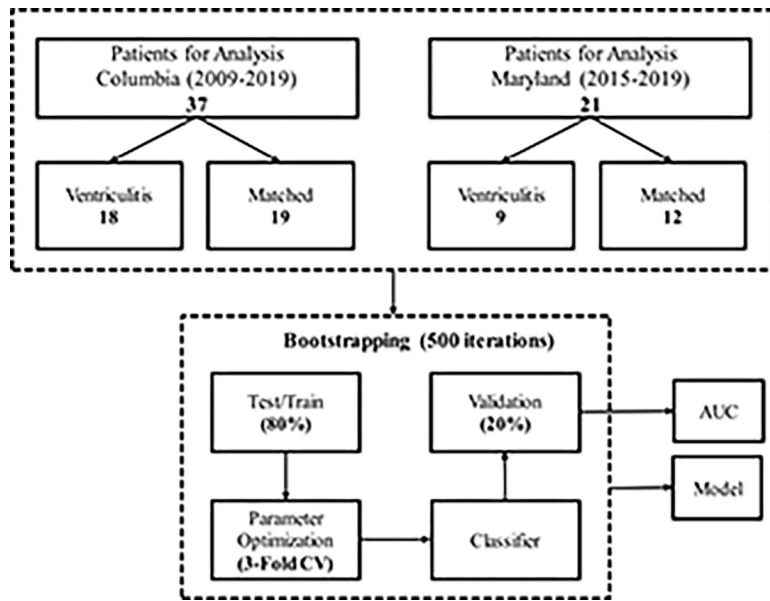 Patients for Analysis
Columbia (2009-2019)
37
Patients for Analysis
Maryland (2015-2019)
21
Ventriculitis
18
Matched
19
Ventriculitis
9
Matched
12
Bootstrapping (500 iterations)
Test/Train
(80%)
Validation
(20%)
AUC
Parameter
Optimization
(3-Fold CV)
Classifier
Model